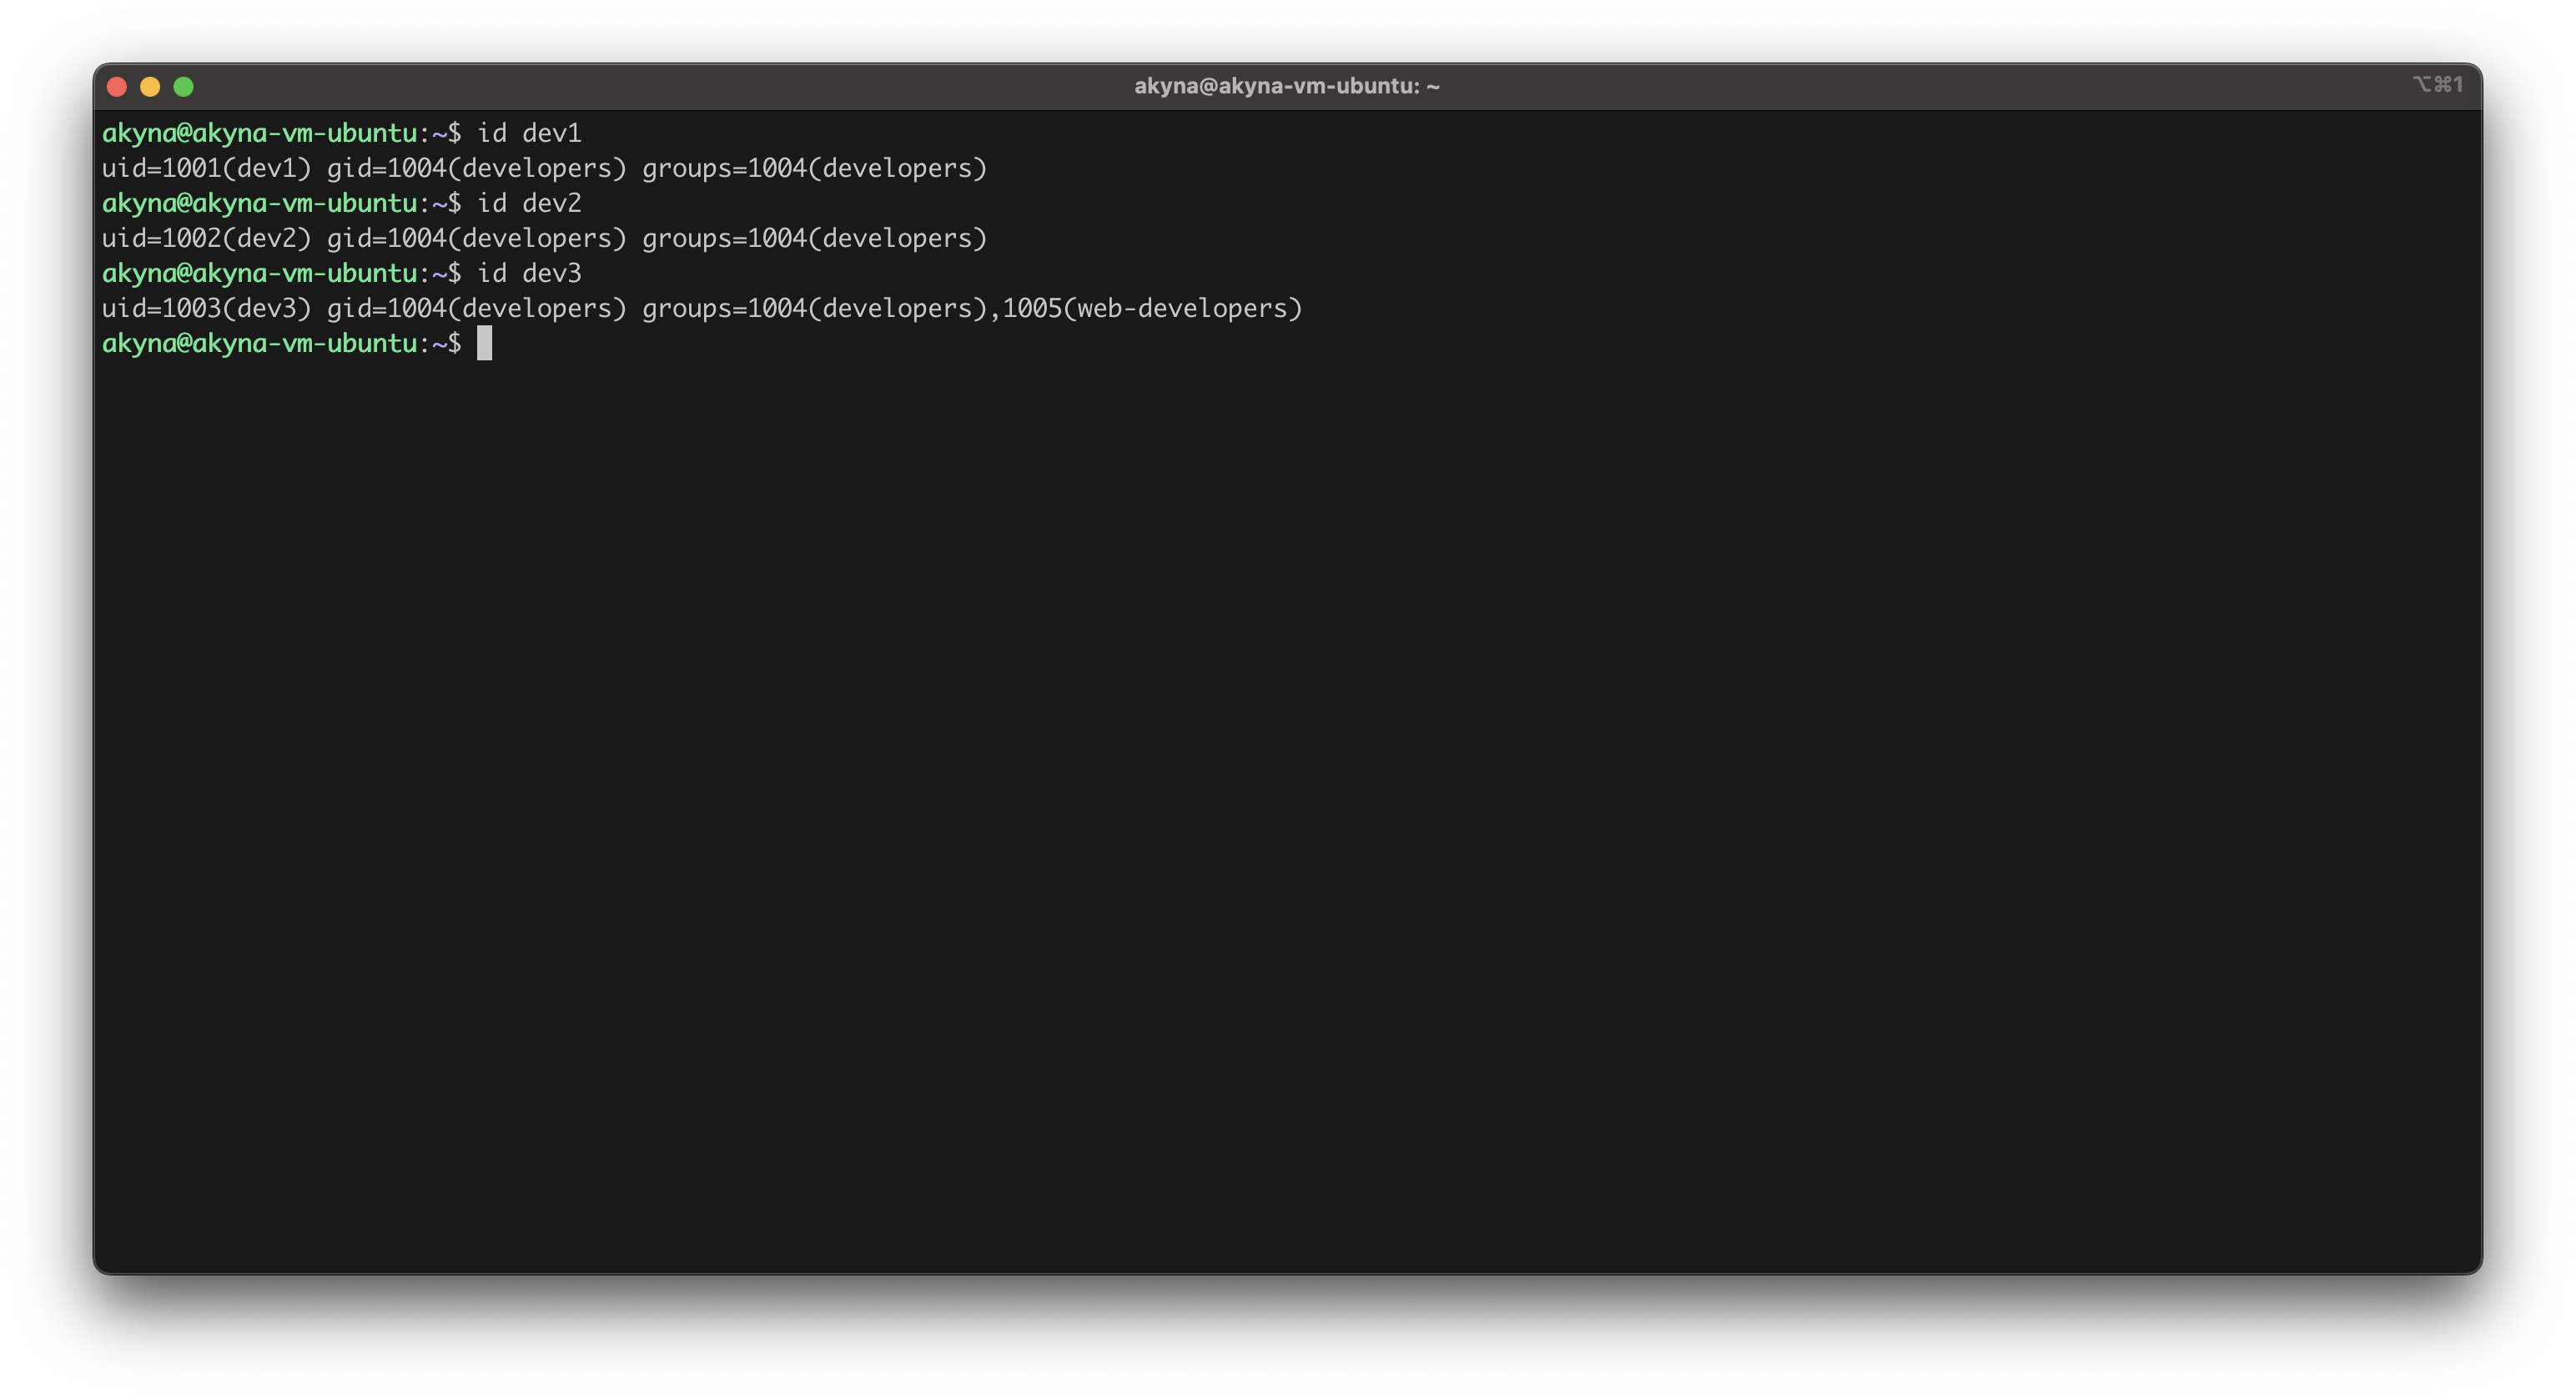 akyna@akyna-vm-ubuntu: ~
⌥⌘1
akyna@akyna-vm-ubuntu:~$ id dev1
uid=1001(dev1) gid=1004(developers) groups=1004(developers)
akyna@akyna-vm-ubuntu:~$ id dev2
uid=1002(dev2) gid=1004(developers) groups=1004(developers)
akyna@akyna-vm-ubuntu:~$ id dev3
uid=1003(dev3) gid=1004(developers) groups=1004(developers),1005(web-developers)
akyna@akyna-vm-ubuntu:~$